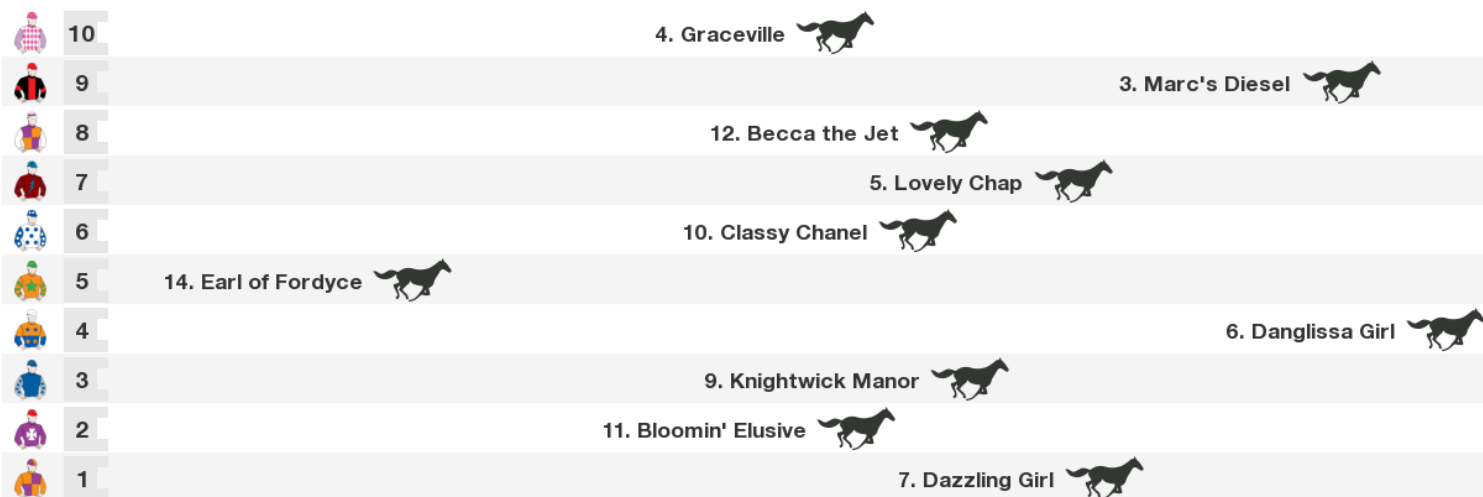 10 4. Graceville
9 3. Marc's Diesel
8 12. Becca the Jet
7 5. Lovely Chap
6 10. Classy Chanel
5 14. Earl of Fordyce
4 6. Danglissa Girl
3 9. Knightwick Manor
2 11. Bloomin' Elusive
1 7. Dazzling Girl